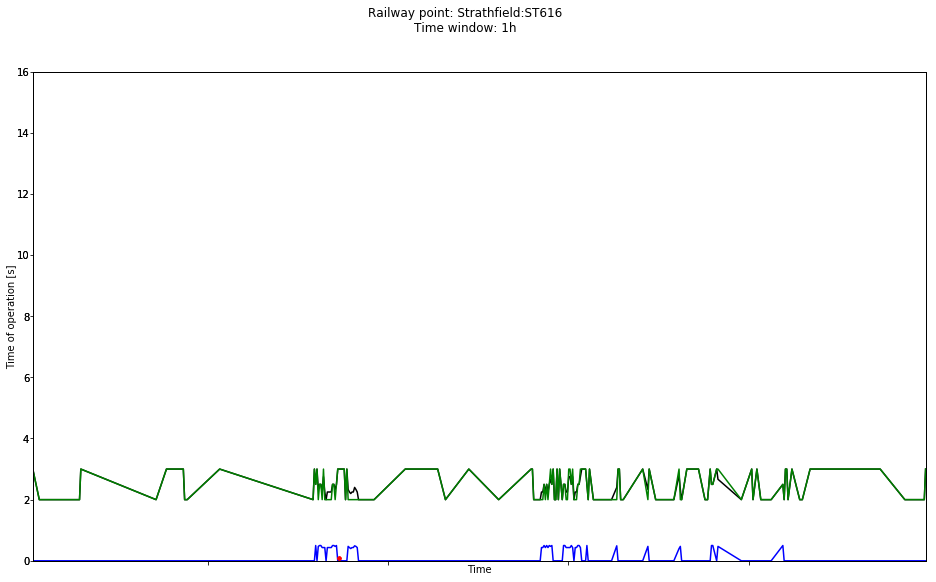 Railway point: Strathfield:ST616
Time window: 1h
16
14
12
10
8
6
4
2
0
Time of operation [s]
Time